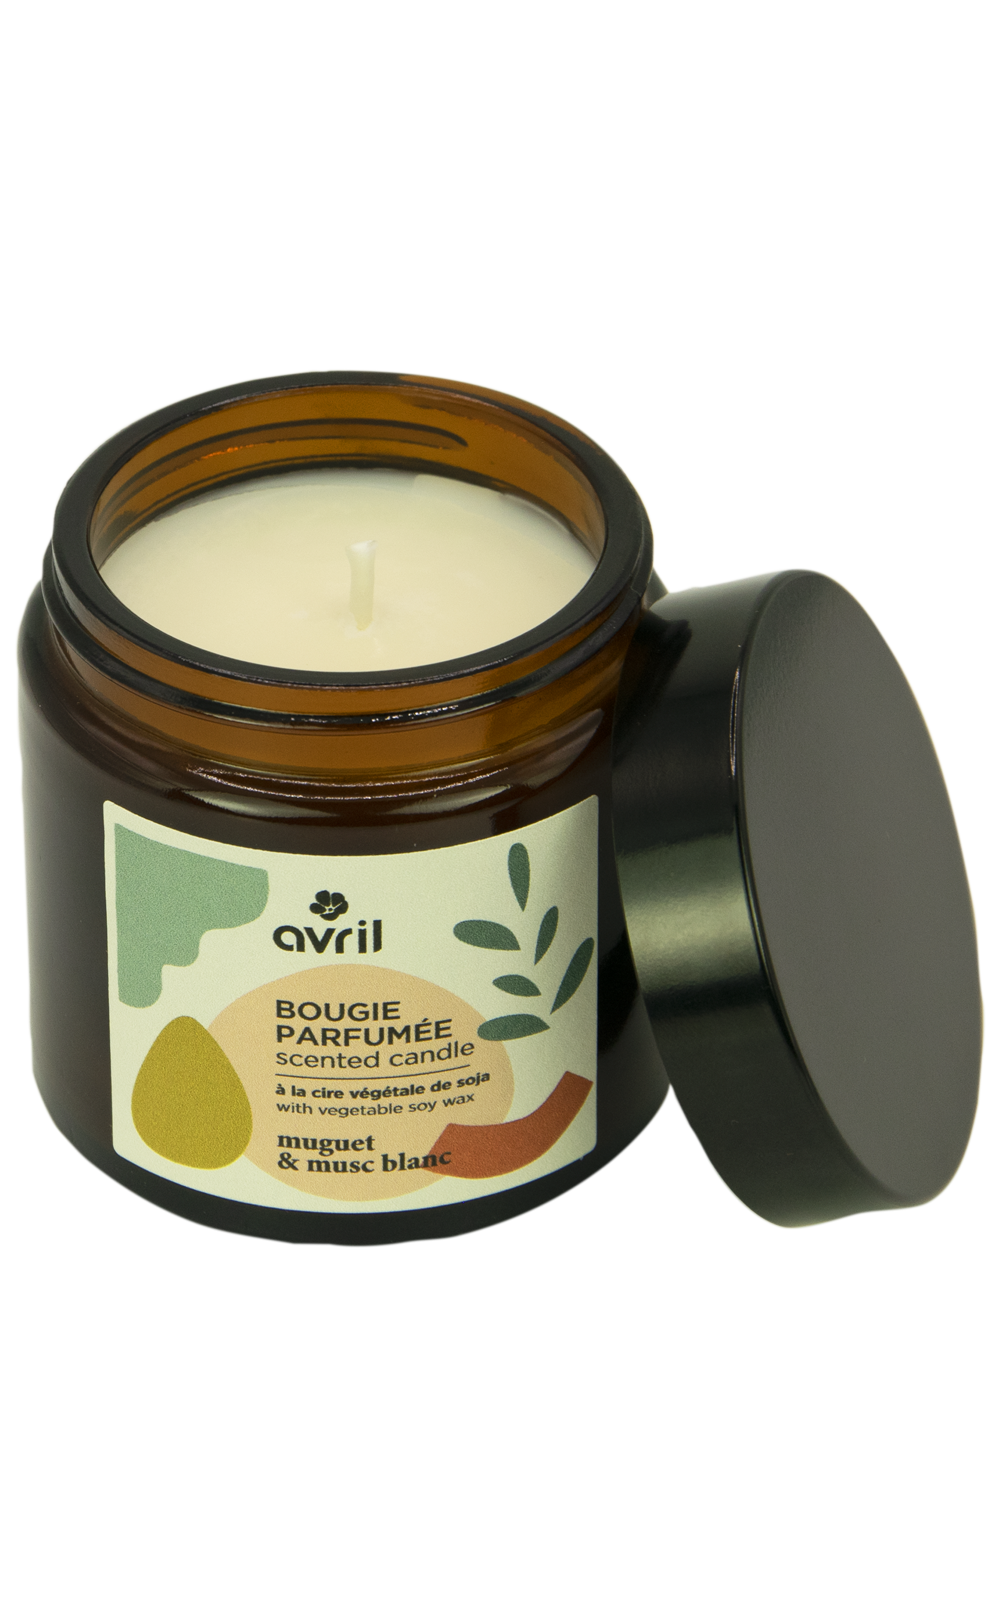 avril
BOUGIE
PARFUMÉE
scented candle
à la cire végétale de soja
with vegetable soy wax
muguet
& musc blanc